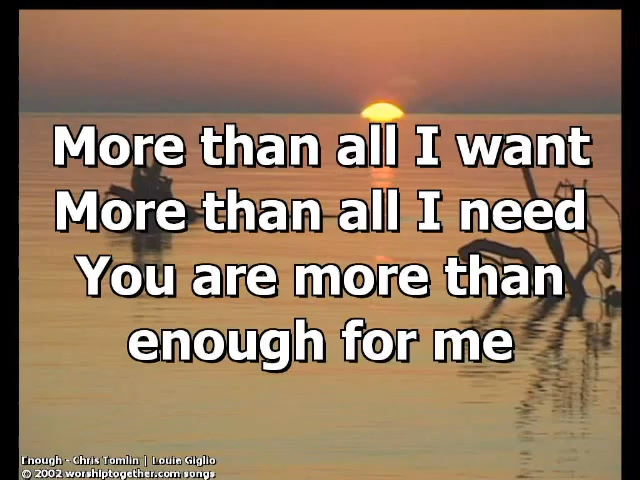 More than all I want
More than all I need
You are more than
enough for me
Enough - Chris Tomlin | Louie Giglio
© 2002 worshiptogether.com songs